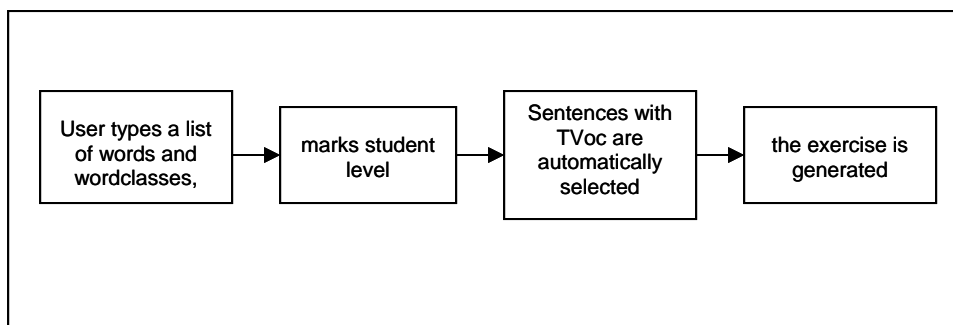 User types a list
of words and
wordclasses,
marks student
level
Sentences with
TVoc are
automatically
selected
the exercise is
generated